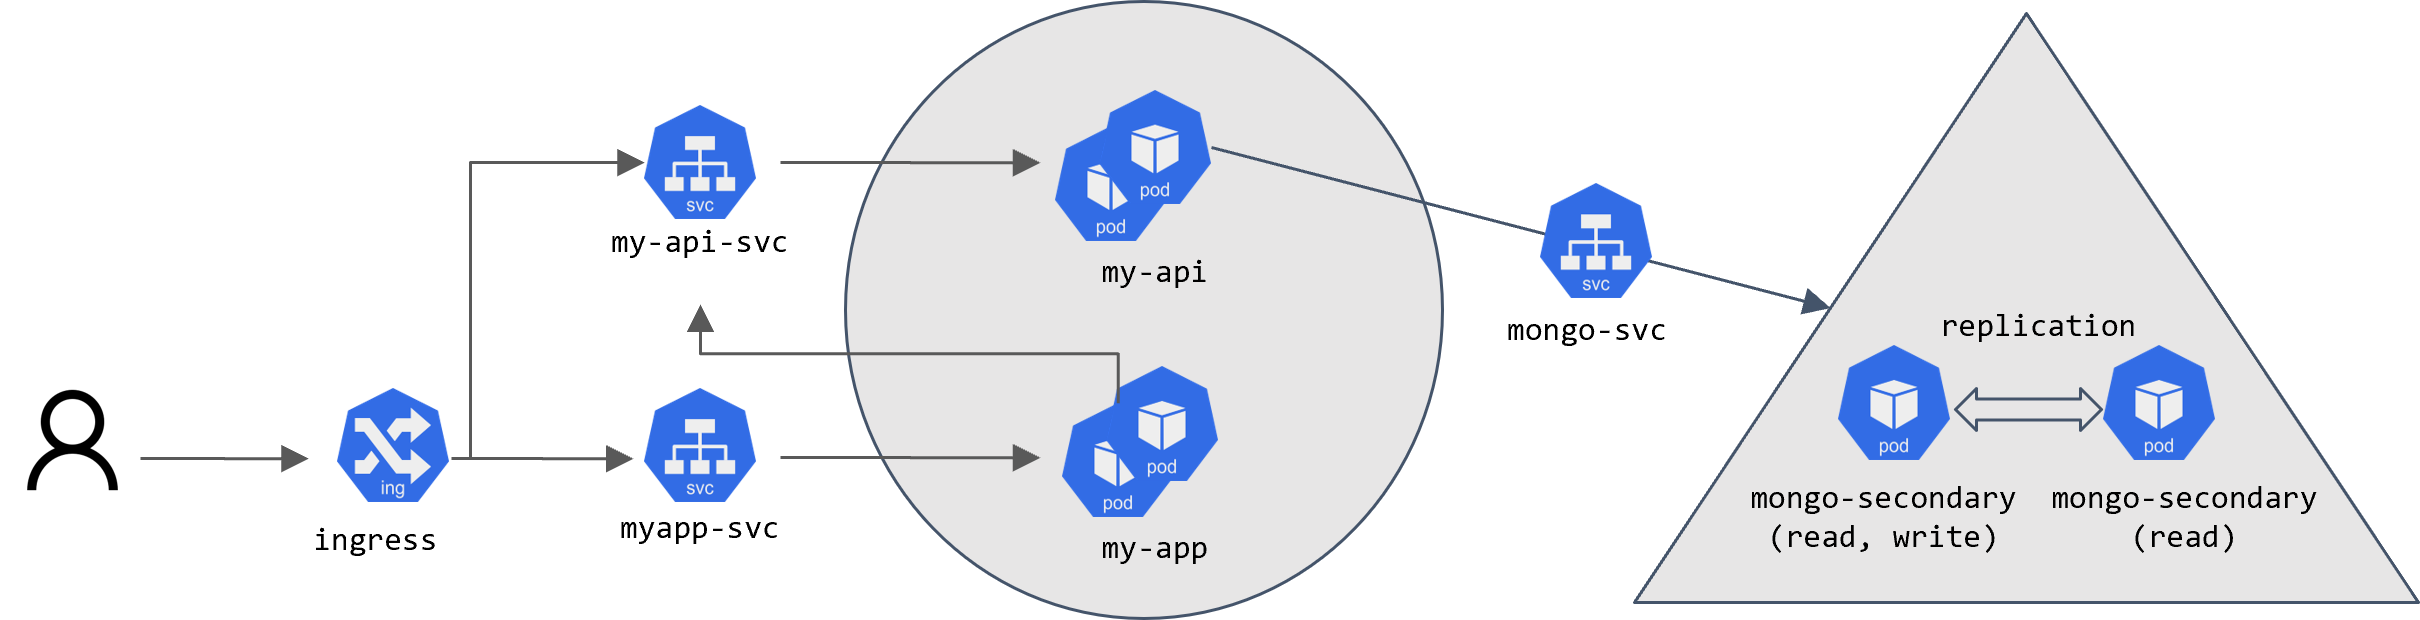 svc
my-api-svc
pod
pod
my-api
svc
mongo-svc
replication
ing
ingress
svc
myapp-svc
pod
pod
my-app
pod
pod
mongo-secondary
(read, write)
mongo-secondary
(read)